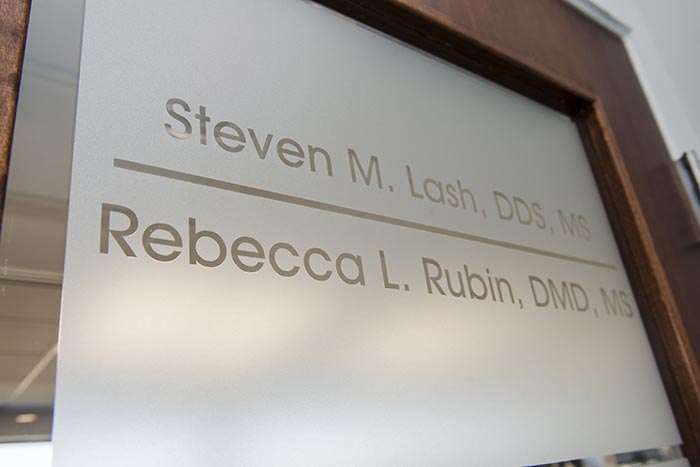 Steven M. Lash, DDS, MS
Rebecca L. Rubin, DMD, MS